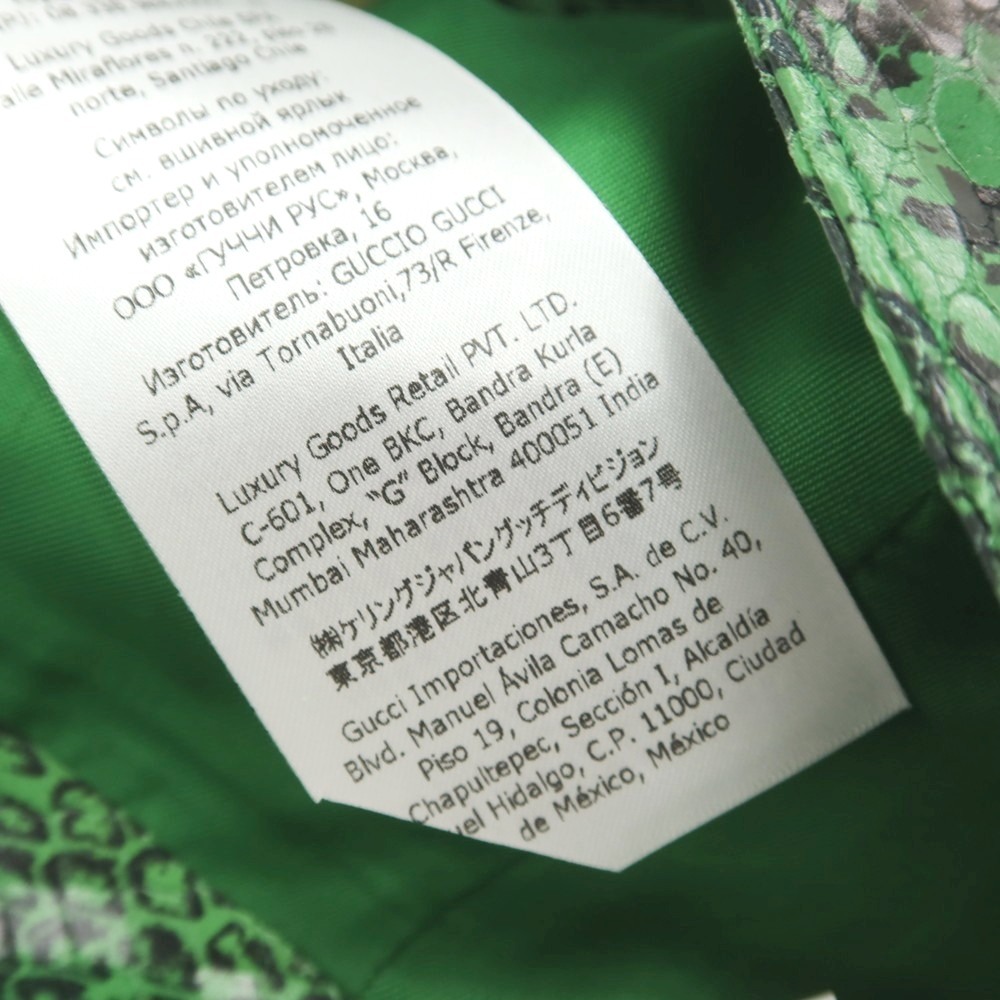 Luxury Goods Chile SpA
norte, Santiago Chile
Символы по уходу:
см. вшивной ярлык
Импортер и уполномоченное
изготовителем лицо:
ООО «ГУЧЧИ РУС», Москва,
Петровка, 16
Изготовитель: GUCCIO GUCCI
S.p.A, via Tornabuoni,73/R Firenze,
Italia
Luxury Goods Retail PVT. LTD.
C-601, One BKC, Bandra Kurla
Complex, "G" Block, Bandra (E)
Mumbai Maharashtra 400051 India
㈱ケリングジャパングッチディビジョン
東京都港区北青山3丁目6番7号
Gucci Importaciones, S.A. de C.V.
Blvd. Manuel Ávila Camacho No. 40,
Piso 19, Colonia Lomas de
Chapultepec, Sección I, Alcaldía
uel Hidalgo, C.P. 11000, Ciudad
de México, México